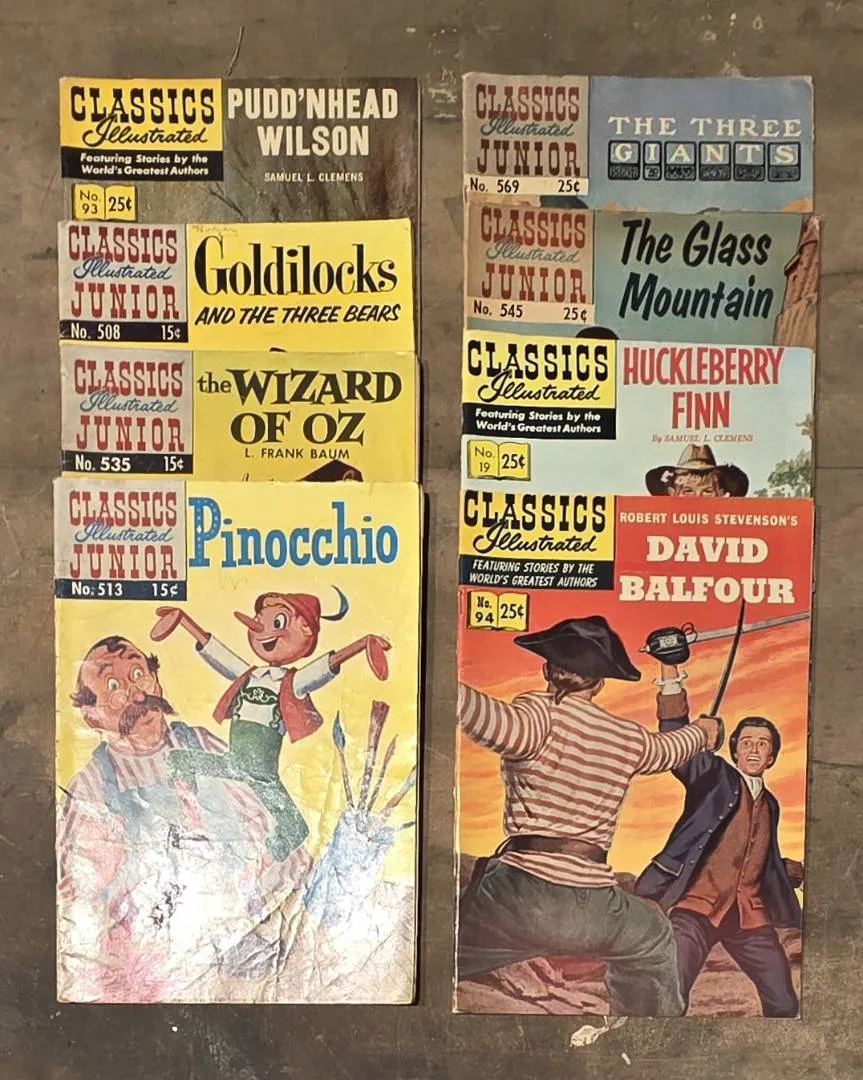 CLASSICS
Illustrated
Featuring Stories by the
World's Greatest Authors
No.
93
25¢
PUDD'NHEAD
WILSON
SAMUEL L. CLEMENS
CLASSICS
Illustrated
JUNIOR
No. 508 15¢
Goldilocks
AND THE THREE BEARS
CLASSICS
Illustrated
JUNIOR
No. 535 15¢
the WIZARD
OF OZ
L. FRANK BAUM
CLASSICS
Illustrated
JUNIOR
No. 513 15¢
Pinocchio
CLASSICS
Illustrated
JUNIOR
No. 569 25¢
THE THREE
GIANTS
CLASSICS
Illustrated
JUNIOR
No. 545 25¢
The Glass
Mountain
CLASSICS
Illustrated
Featuring Stories by the
World's Greatest Authors
No.
19
25¢
HUCKLEBERRY
FINN
By SAMUEL L. CLEMENS
CLASSICS
Illustrated
FEATURING STORIES BY THE
WORLD'S GREATEST AUTHORS
No.
94
25¢
ROBERT LOUIS STEVENSON'S
DAVID
BALFOUR